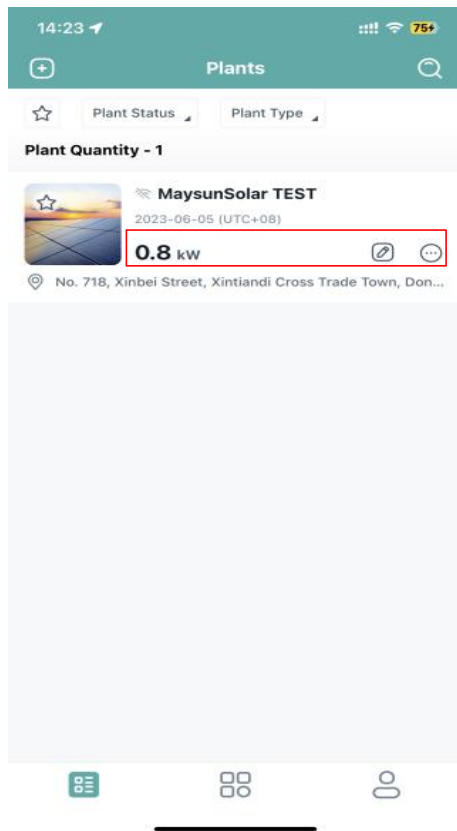 14:23
75
Plants
Plant Status
Plant Type
Plant Quantity - 1
MaysunSolar TEST
2023-06-05 (UTC+08)
0.8 kW
No. 718, Xinbei Street, Xintiandi Cross Trade Town, Don...